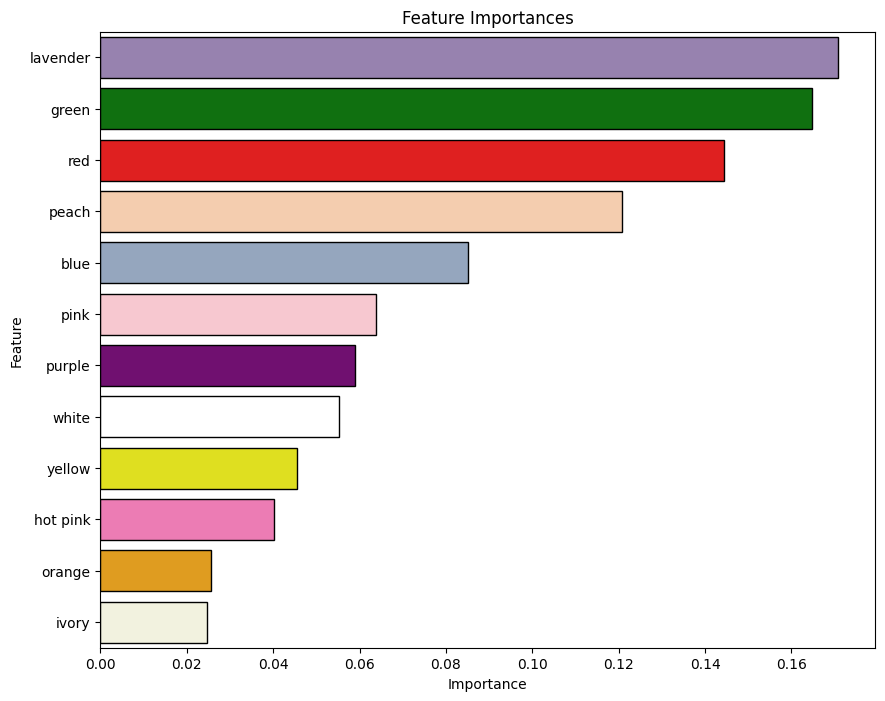 Feature Importances
Feature
lavender
green
red
peach
blue
pink
purple
white
yellow
hot pink
orange
ivory
0.00 0.02 0.04 0.06 0.08 0.10 0.12 0.14 0.16
Importance